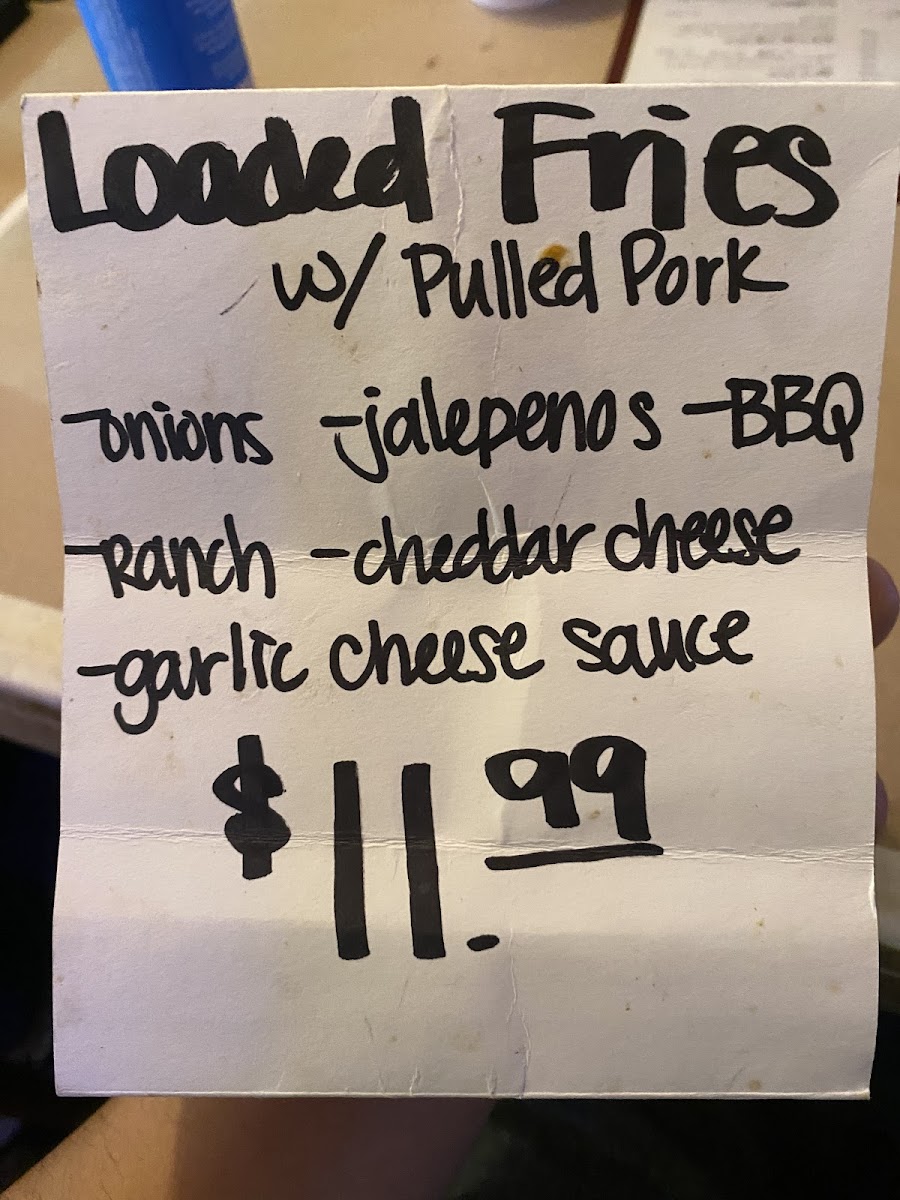 Loaded Fries
w/ Pulled Pork
-onions -jalepenos -BBQ
-Ranch -cheddar cheese
-garlic cheese sauce
$11.99